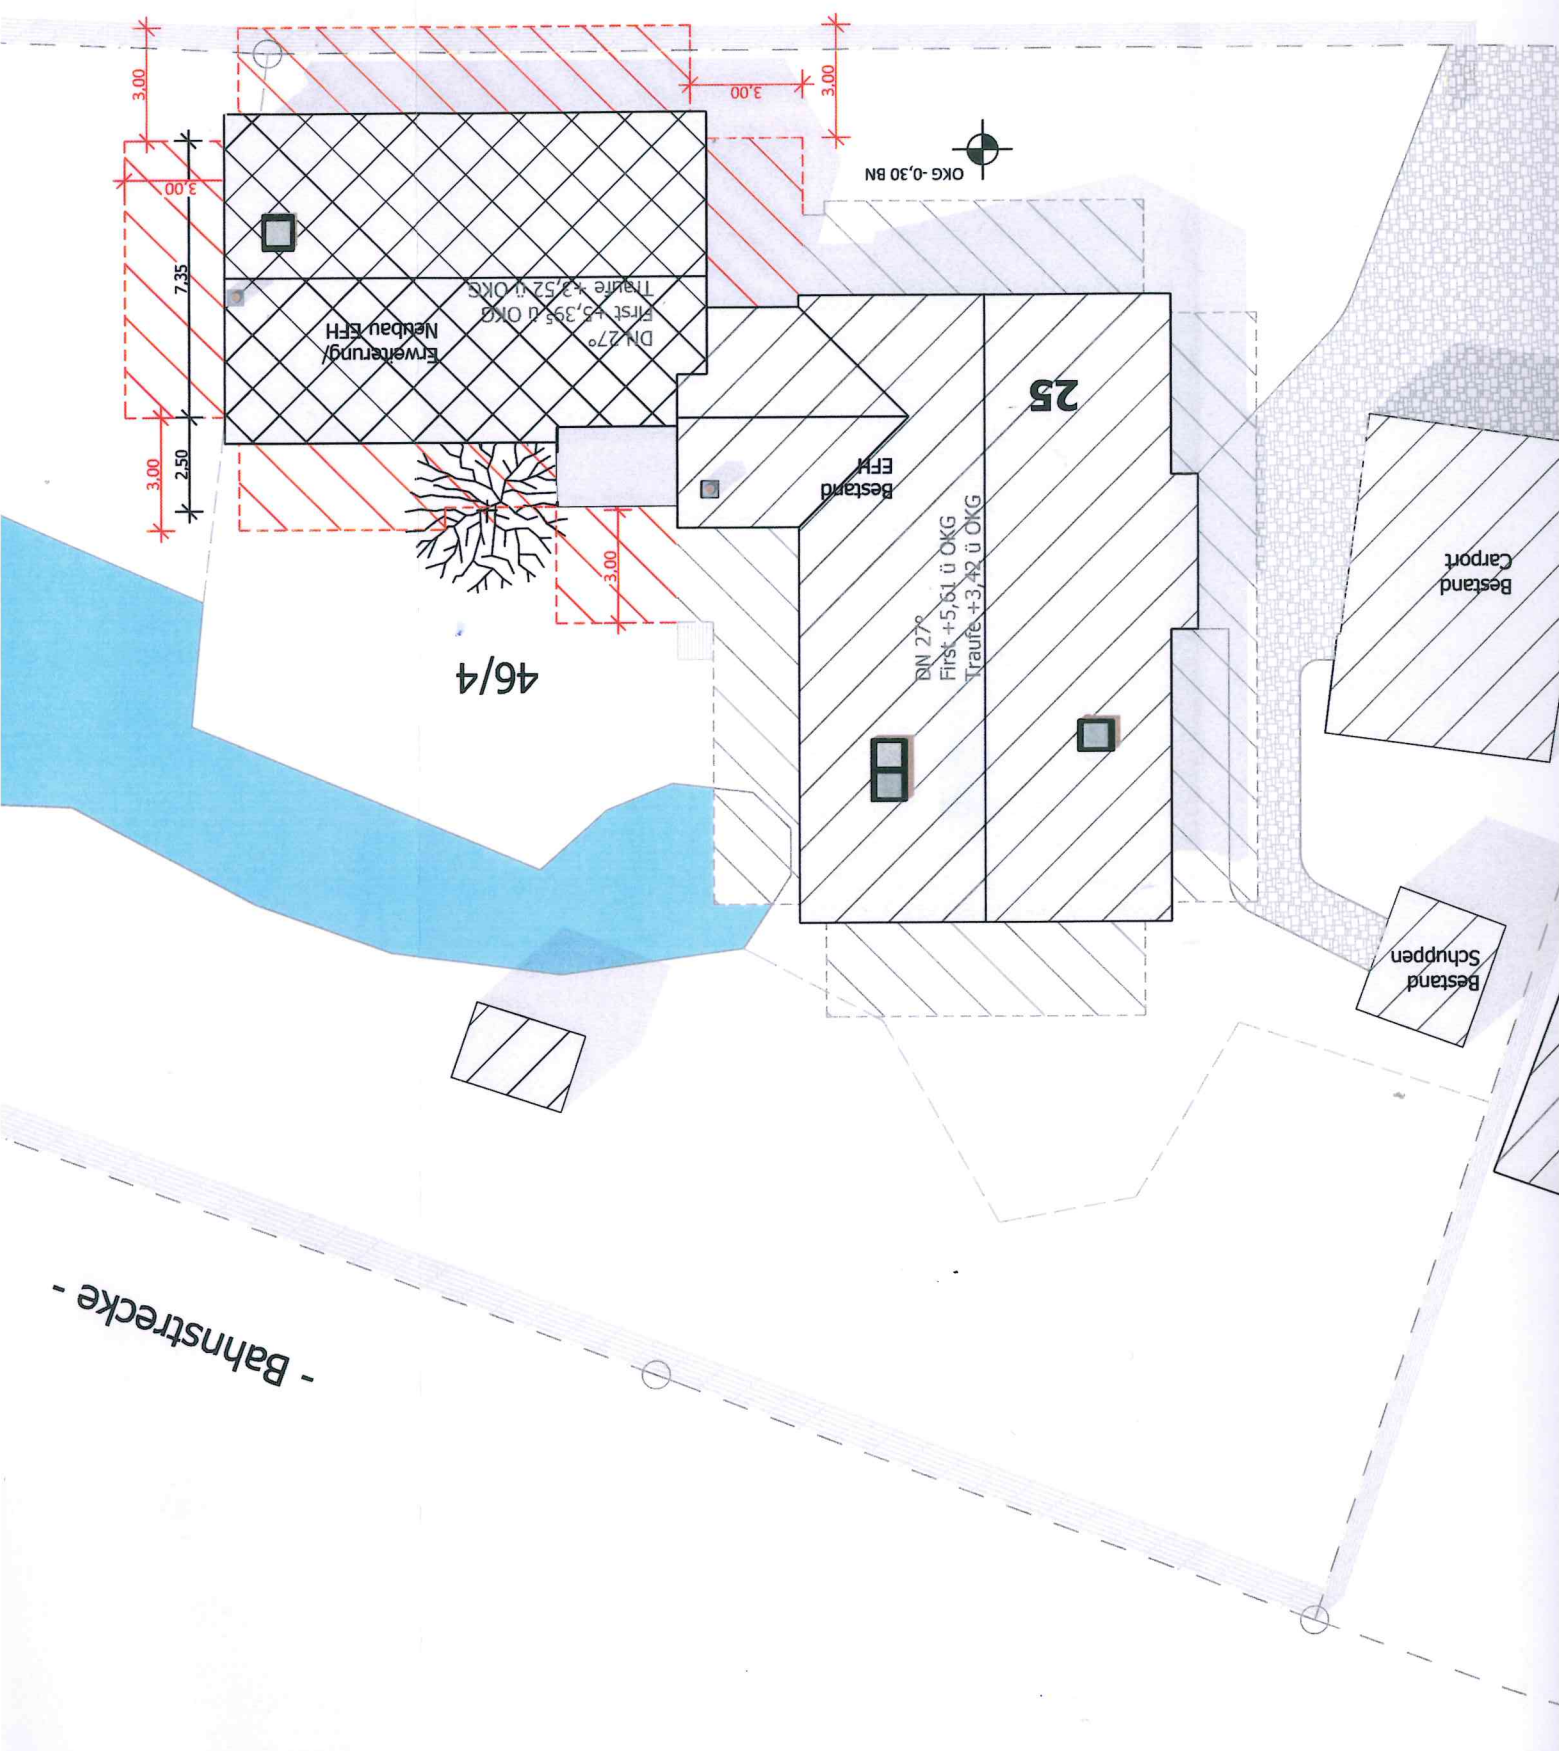 - Bahnstrecke -
Bestand
Schuppen
46/4
DN 27°
First +5,61 ü OKG
Traufe +3,42 ü OKG
Bestand
Carport
3,00
Bestand
EFH
2,50
3,00
25
DN 27°
First +5,39⁵ ü OKG
Traufe +3,52 ü OKG
Erweiterung/
Neubau EFH
7,35
3,00
OKG -0,30 BN
3,00
3,00
3,00